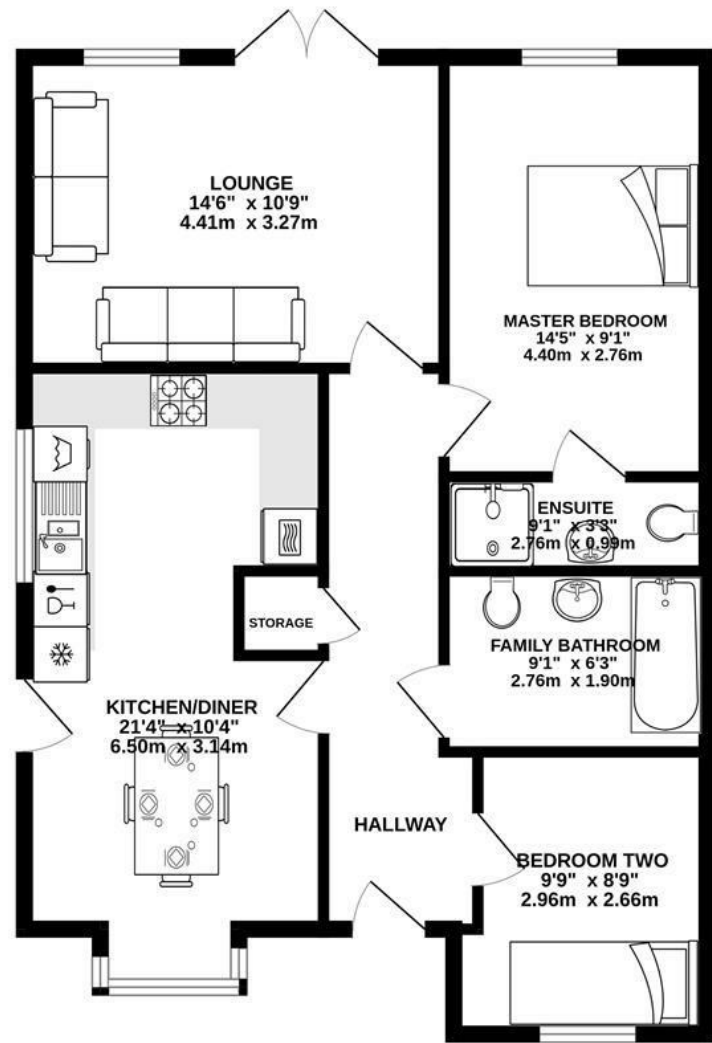 LOUNGE
14'6" x 10'9"
4.41m x 3.27m
MASTER BEDROOM
14'5" x 9'1"
4.40m x 2.76m
ENSUITE
9'1" x 3'3"
2.76m x 0.99m
STORAGE
FAMILY BATHROOM
9'1" x 6'3"
2.76m x 1.90m
KITCHEN/DINER
21'4" x 10'4"
6.50m x 3.14m
HALLWAY
BEDROOM TWO
9'9" x 8'9"
2.96m x 2.66m